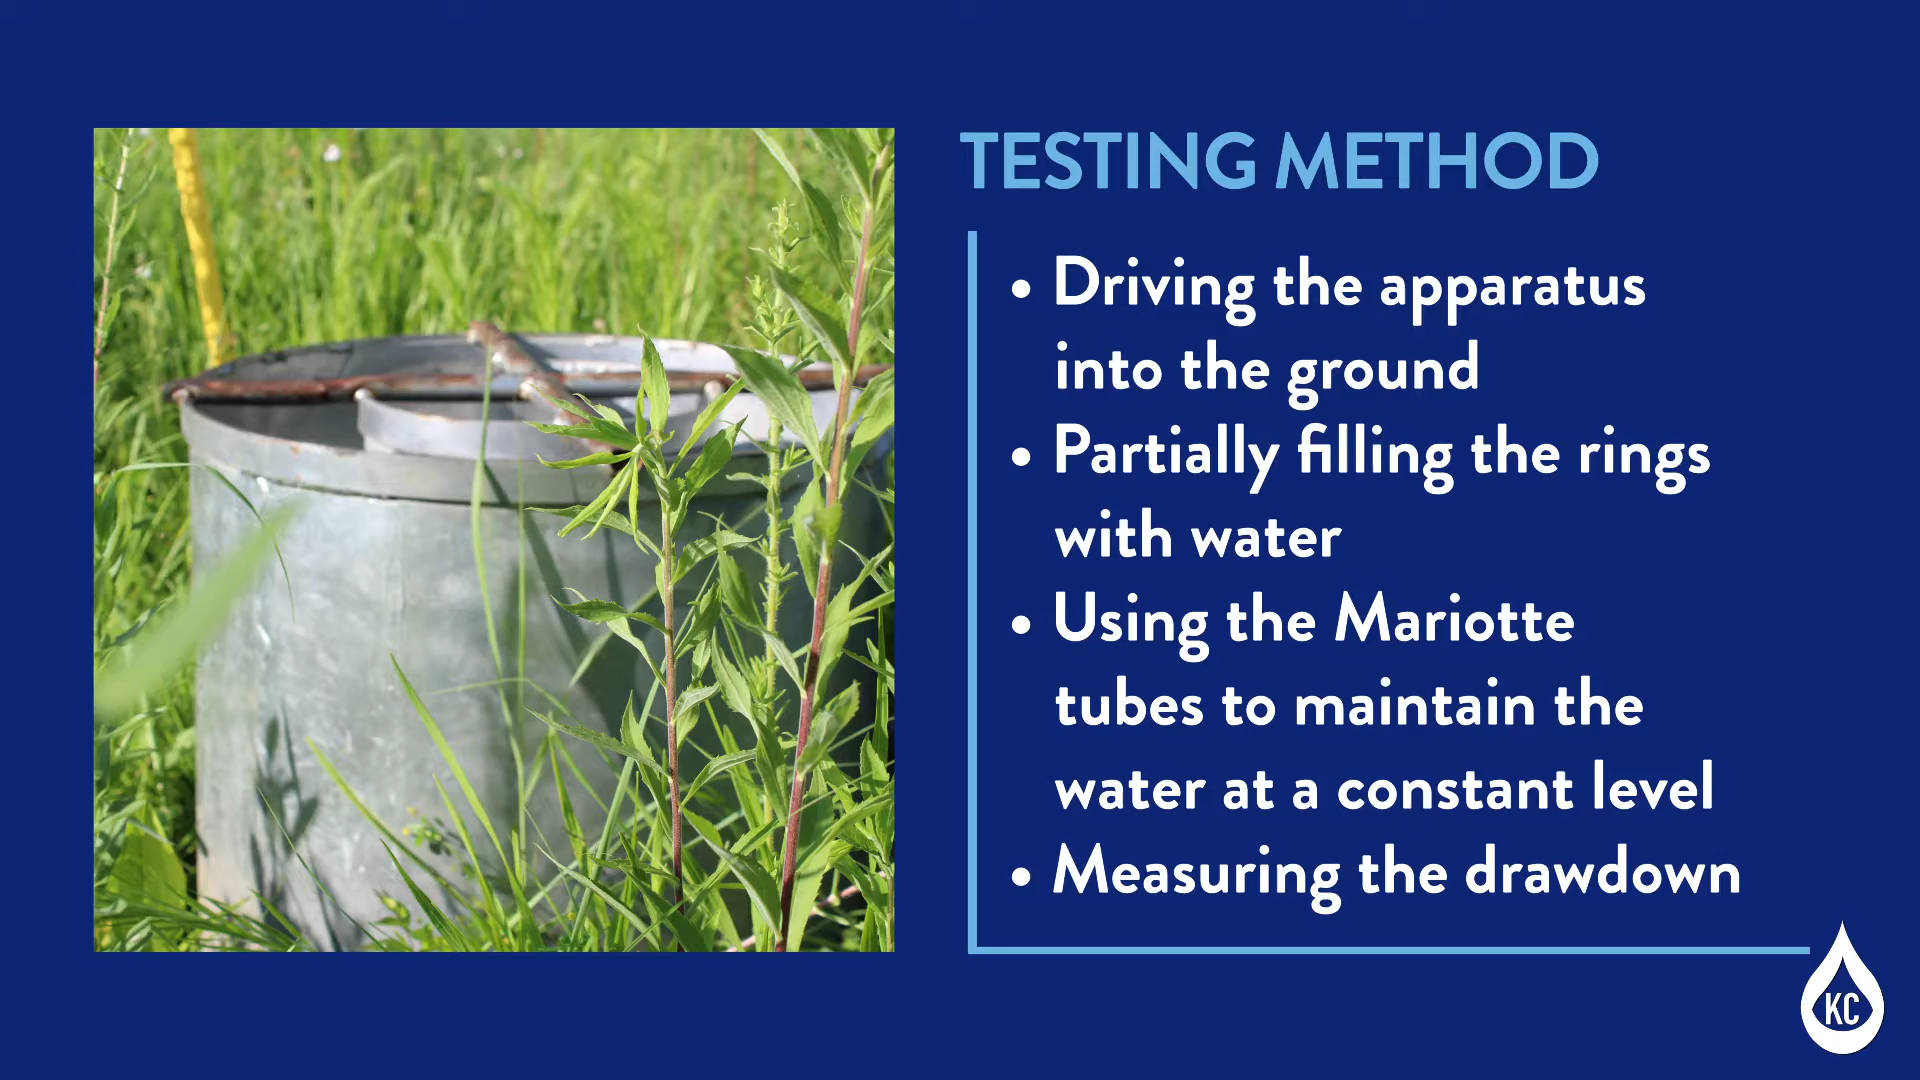 TESTING METHOD
• Driving the apparatus
into the ground
• Partially filling the rings
with water
• Using the Mariotte
tubes to maintain the
water at a constant level
• Measuring the drawdown
KC